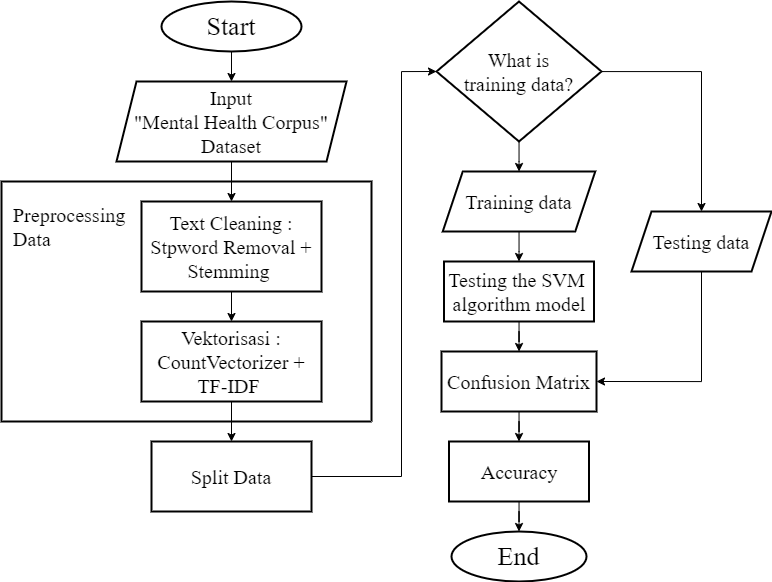 Start
Input
"Mental Health Corpus"
Dataset
Preprocessing
Data
Text Cleaning :
Stpword Removal +
Stemming
Vektorisasi :
CountVectorizer +
TF-IDF
Split Data
What is
training data?
Training data
Testing data
Testing the SVM
algorithm model
Confusion Matrix
Accuracy
End